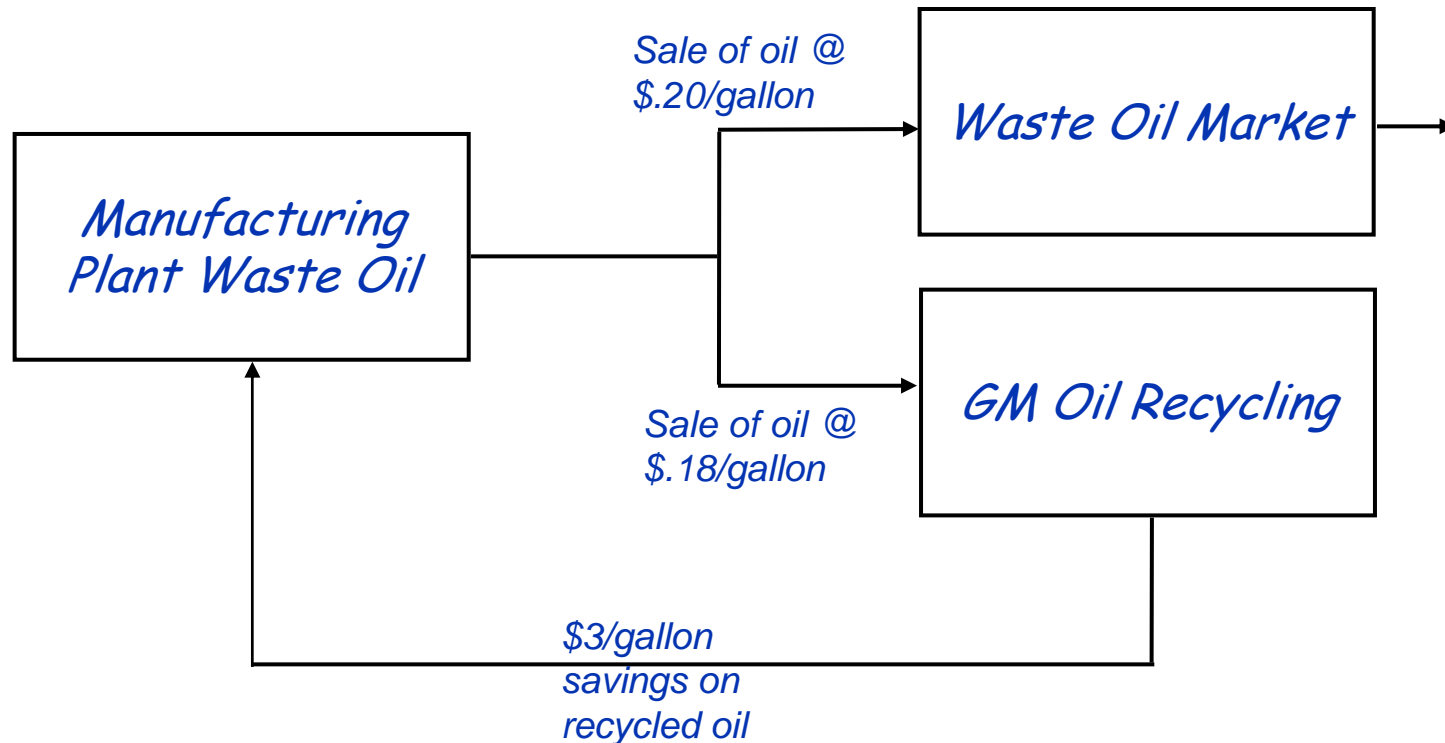 Sale of oil @
$.20/gallon
Waste Oil Market
Manufacturing
Plant Waste Oil
GM Oil Recycling
Sale of oil @
$.18/gallon
$3/gallon
savings on
recycled oil